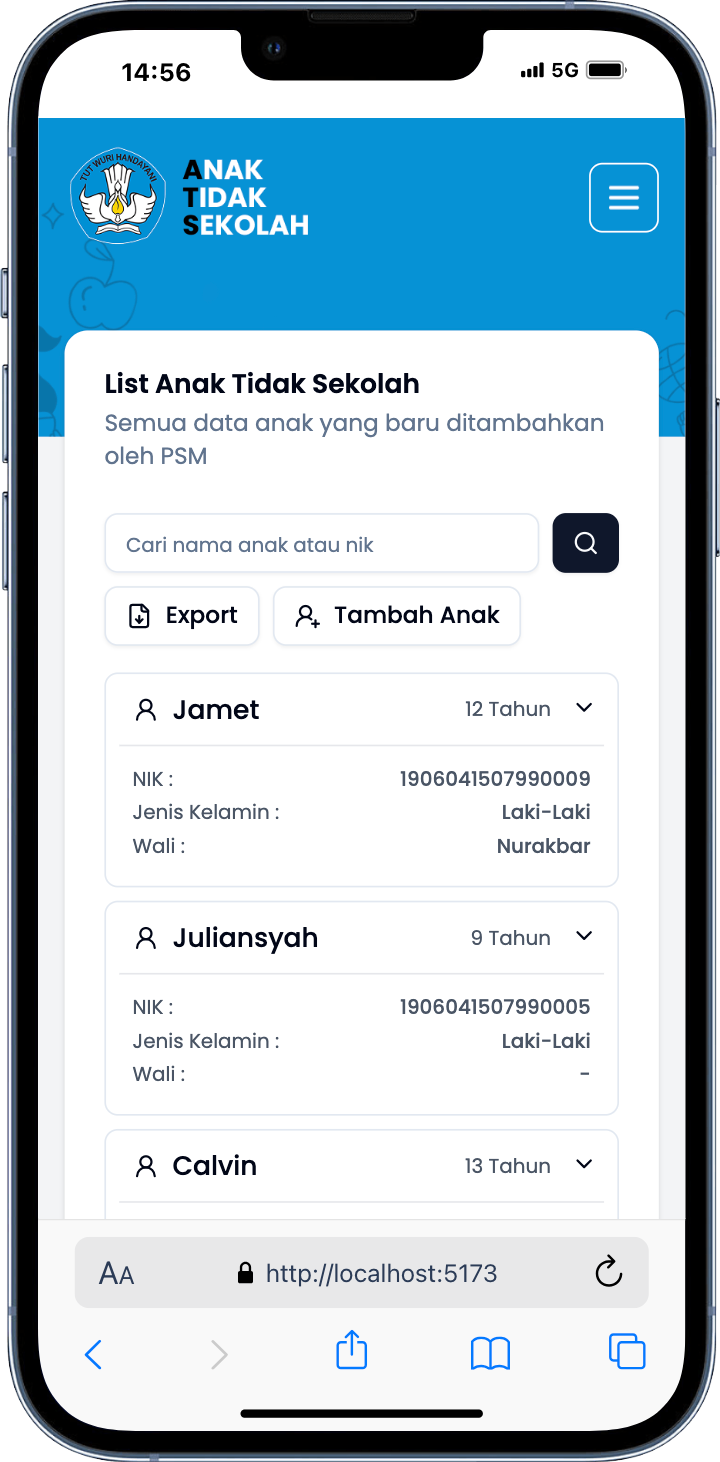 14:56
5G
TUT WURI HANDAYANI
ANAK
TIDAK
SEKOLAH
List Anak Tidak Sekolah
Semua data anak yang baru ditambahkan
oleh PSM
Cari nama anak atau nik
Export
Tambah Anak
Jamet
12 Tahun
NIK :
1906041507990009
Jenis Kelamin :
Laki-Laki
Wali :
Nurakbar
Juliansyah
9 Tahun
NIK :
1906041507990005
Jenis Kelamin :
Laki-Laki
Wali :
-
Calvin
13 Tahun
AA
http://localhost:5173